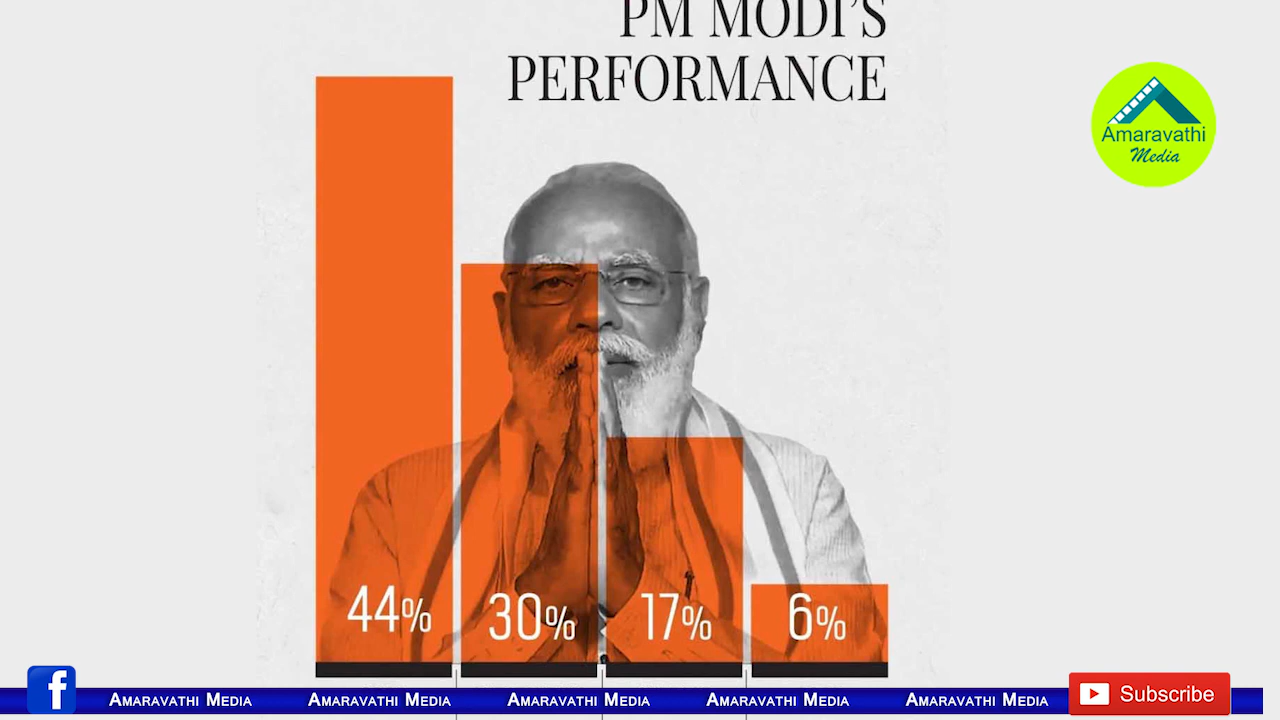 PM MODI'S
PERFORMANCE
Amaravathi
Media
44%
30%
17%
6%
f
Amaravathi Media
Amaravathi Media
Amaravathi Media
Amaravathi Media
Amaravathi Media
Subscribe